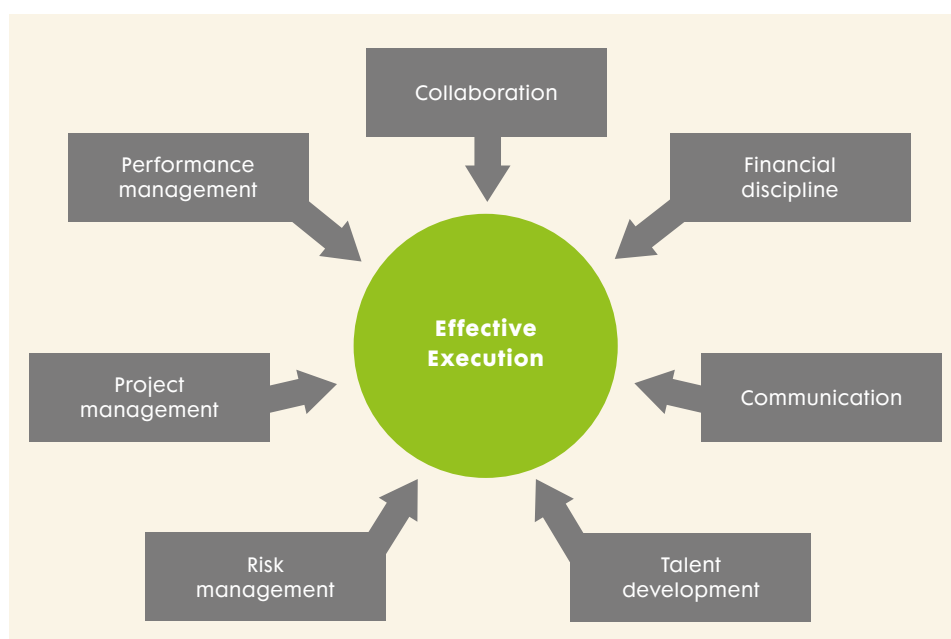 Collaboration
Performance
management
Financial
discipline
Effective
Execution
Project
management
Communication
Risk
management
Talent
development